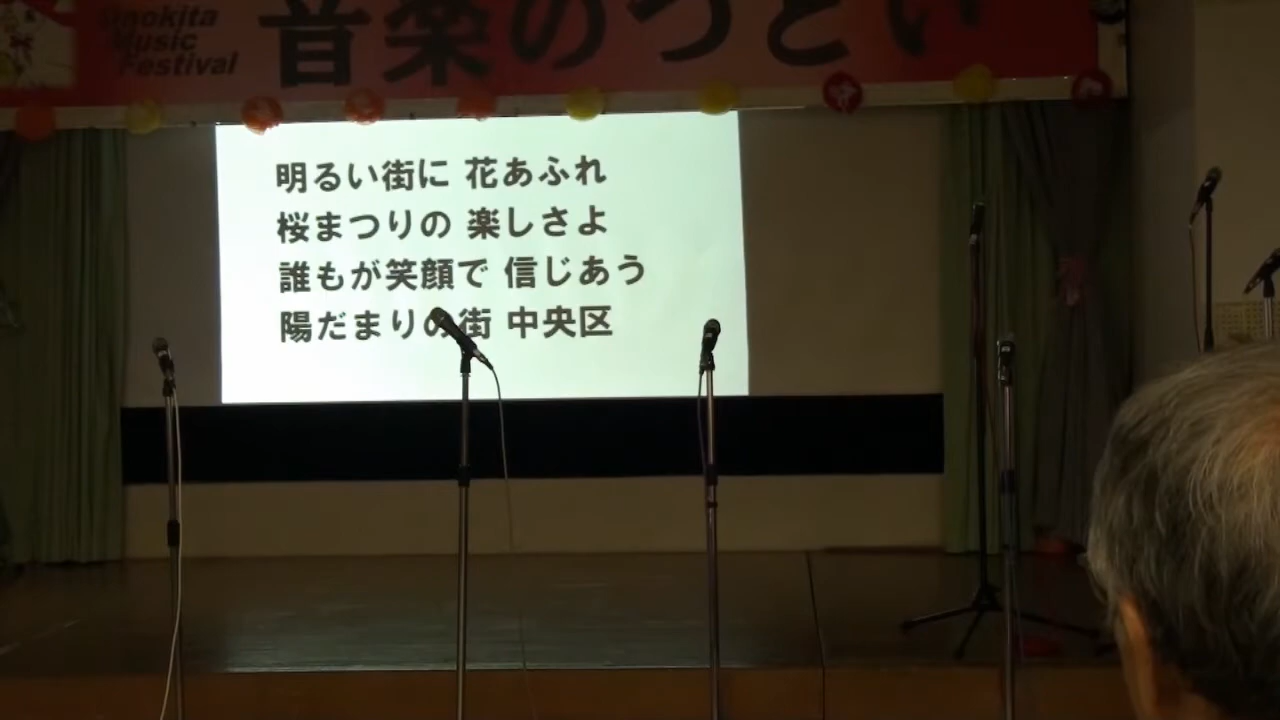 Onokita
Music
Festival
音楽のつどい
明るい街に 花あふれ
桜まつりの 楽しさよ
誰もが笑顔で 信じあう
陽だまりの街 中央区